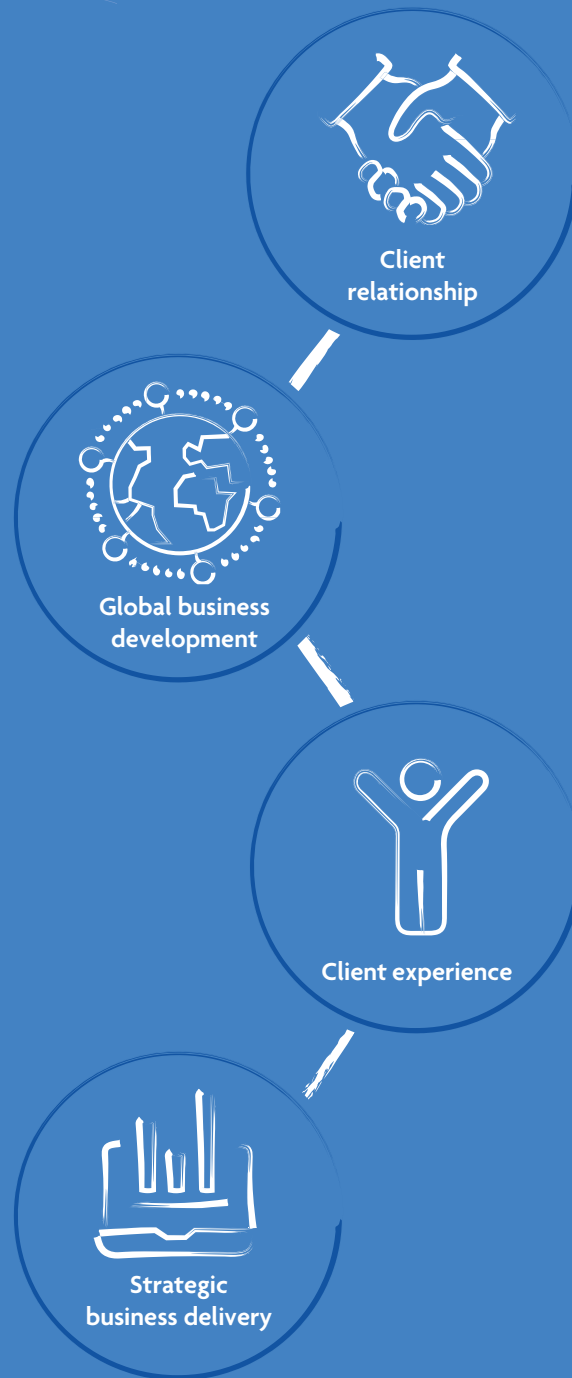 Client
relationship
Global business
development
Client experience
Strategic
business delivery